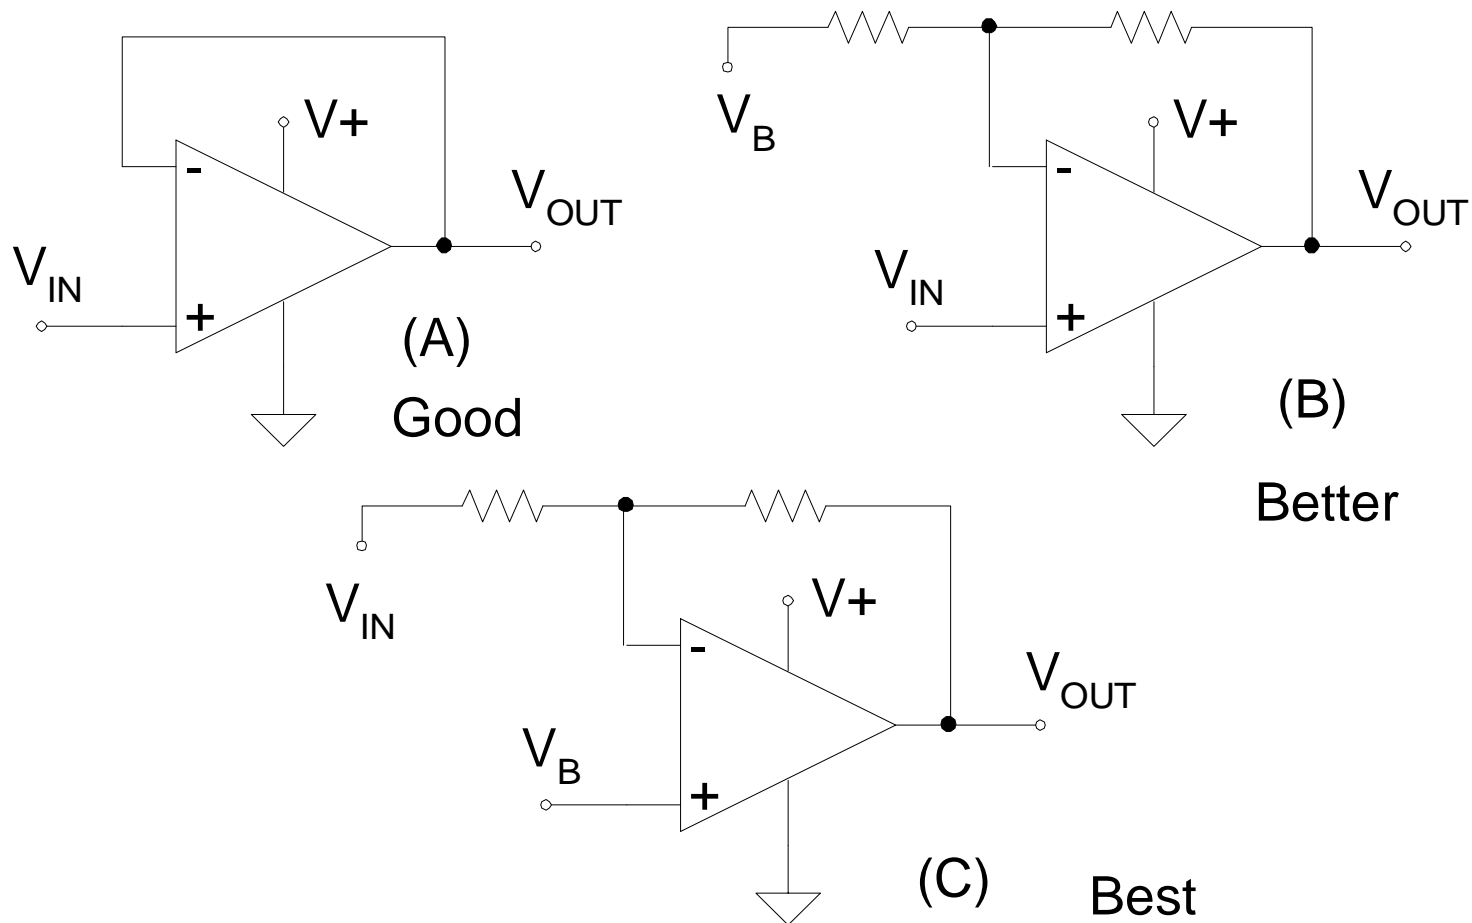 V+
-
VOUT
VIN
+
(A)
Good
VB
V+
-
VOUT
VIN
+
(B)
Better
VIN
V+
-
VOUT
VB
+
(C)
Best